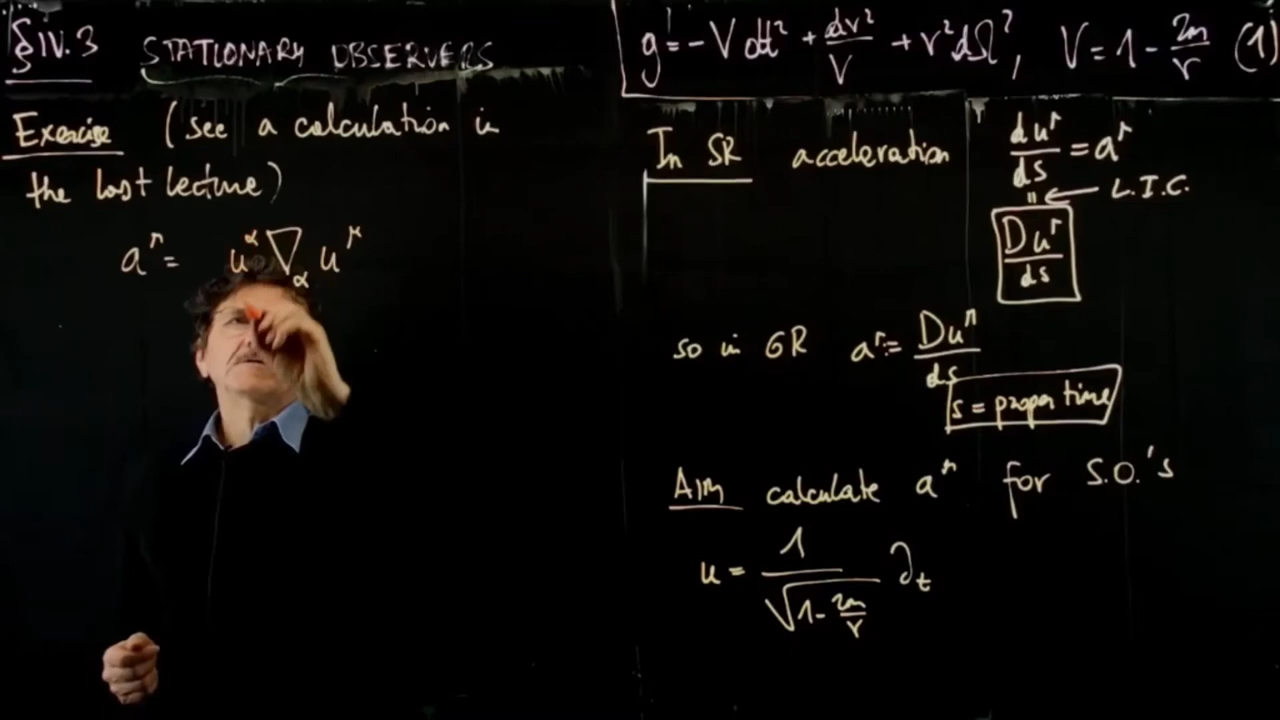 §IV.3 STATIONARY OBSERVERS
Exercise (see a calculation in
the last lecture)
a^μ = u^α ∇_α u^μ
g = -V dt² + dr²/V + r² dΩ², V = 1 - 2m/r (1)
In SR acceleration du^μ/ds = a^μ
" ← L.I.C.
Du^μ/ds
so in GR a^μ := Du^μ/ds
s = proper time
AIM calculate a^μ for S.O.'s
u = 1/√(1 - 2m/r) ∂_t